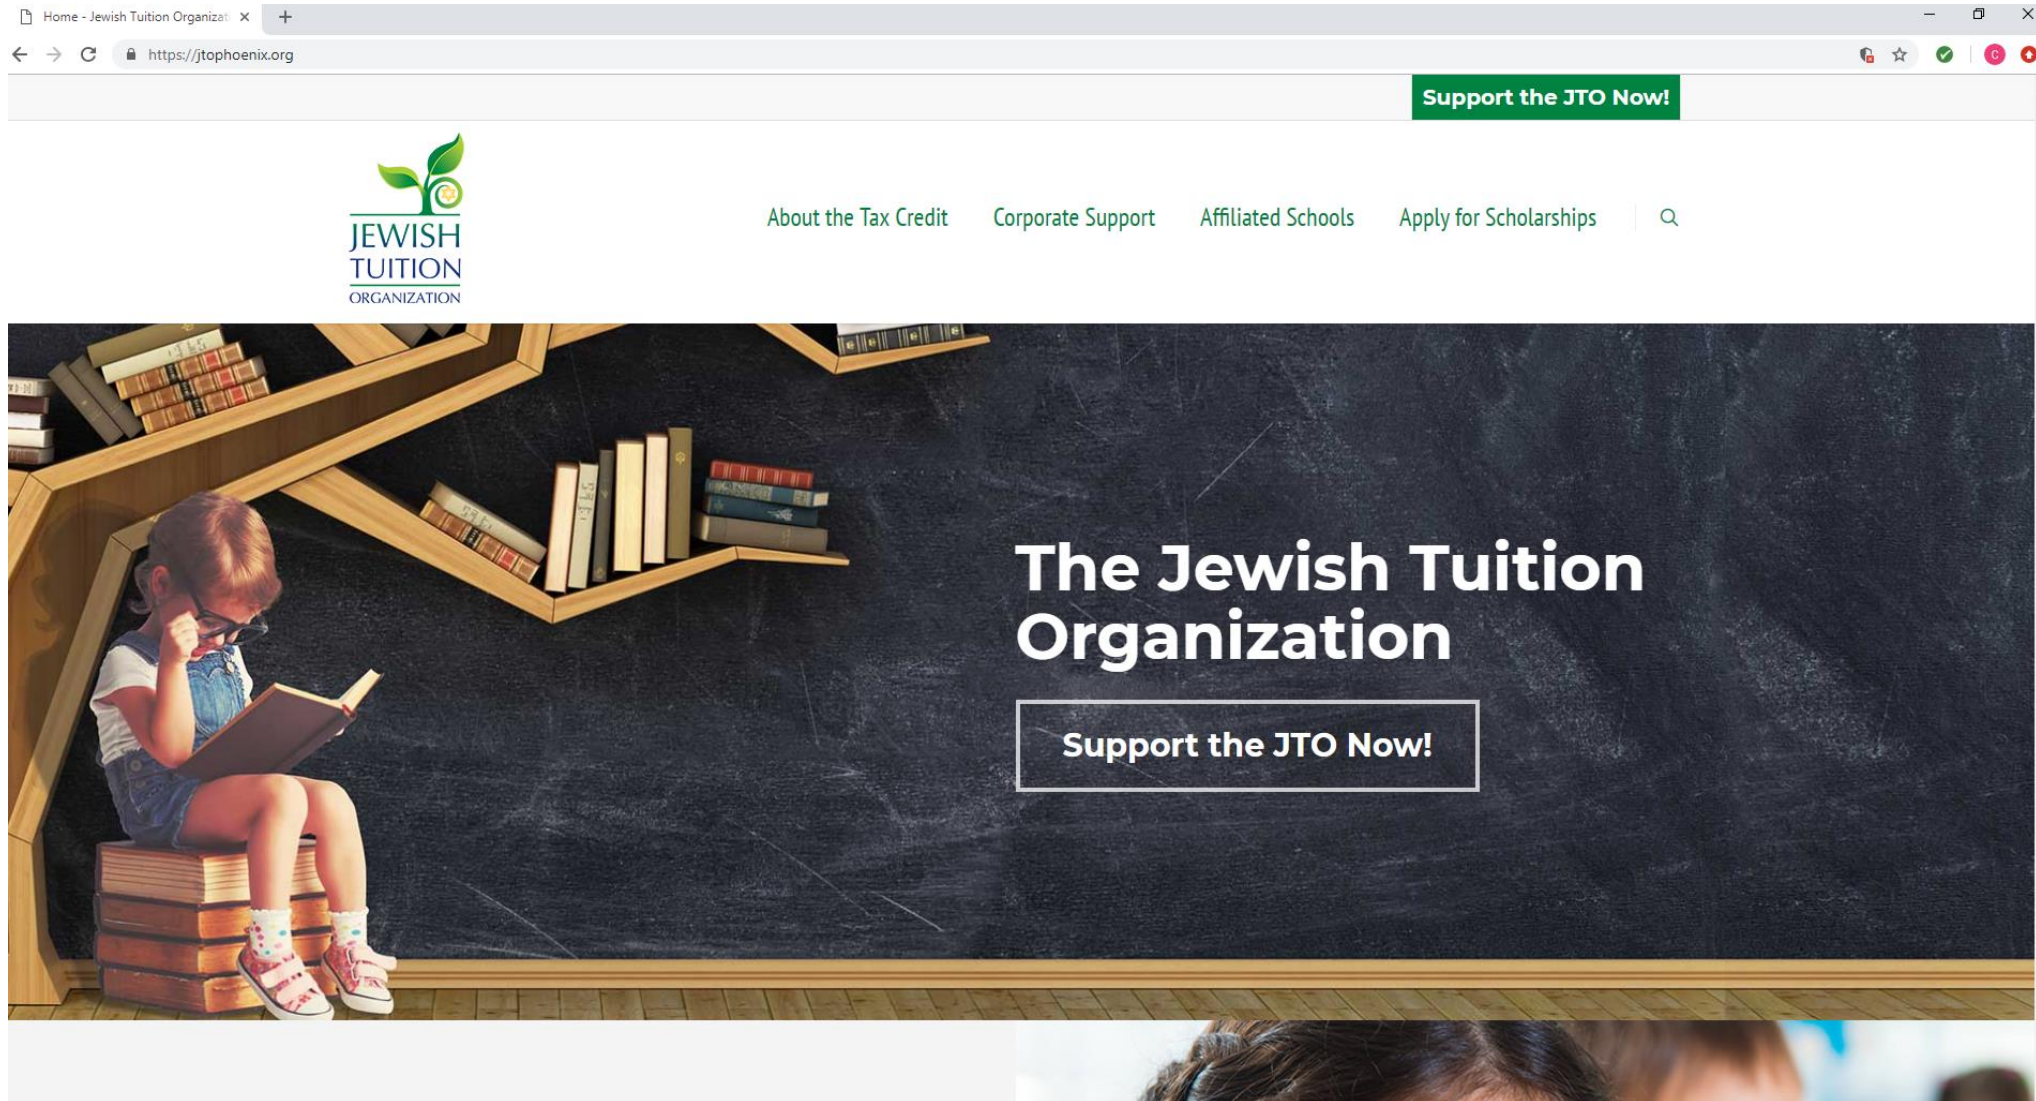 Home - Jewish Tuition Organizat
https://jtophoenix.org
C
Support the JTO Now!
JEWISH
TUITION
ORGANIZATION
About the Tax Credit
Corporate Support
Affiliated Schools
Apply for Scholarships
The Jewish Tuition
Organization
Support the JTO Now!